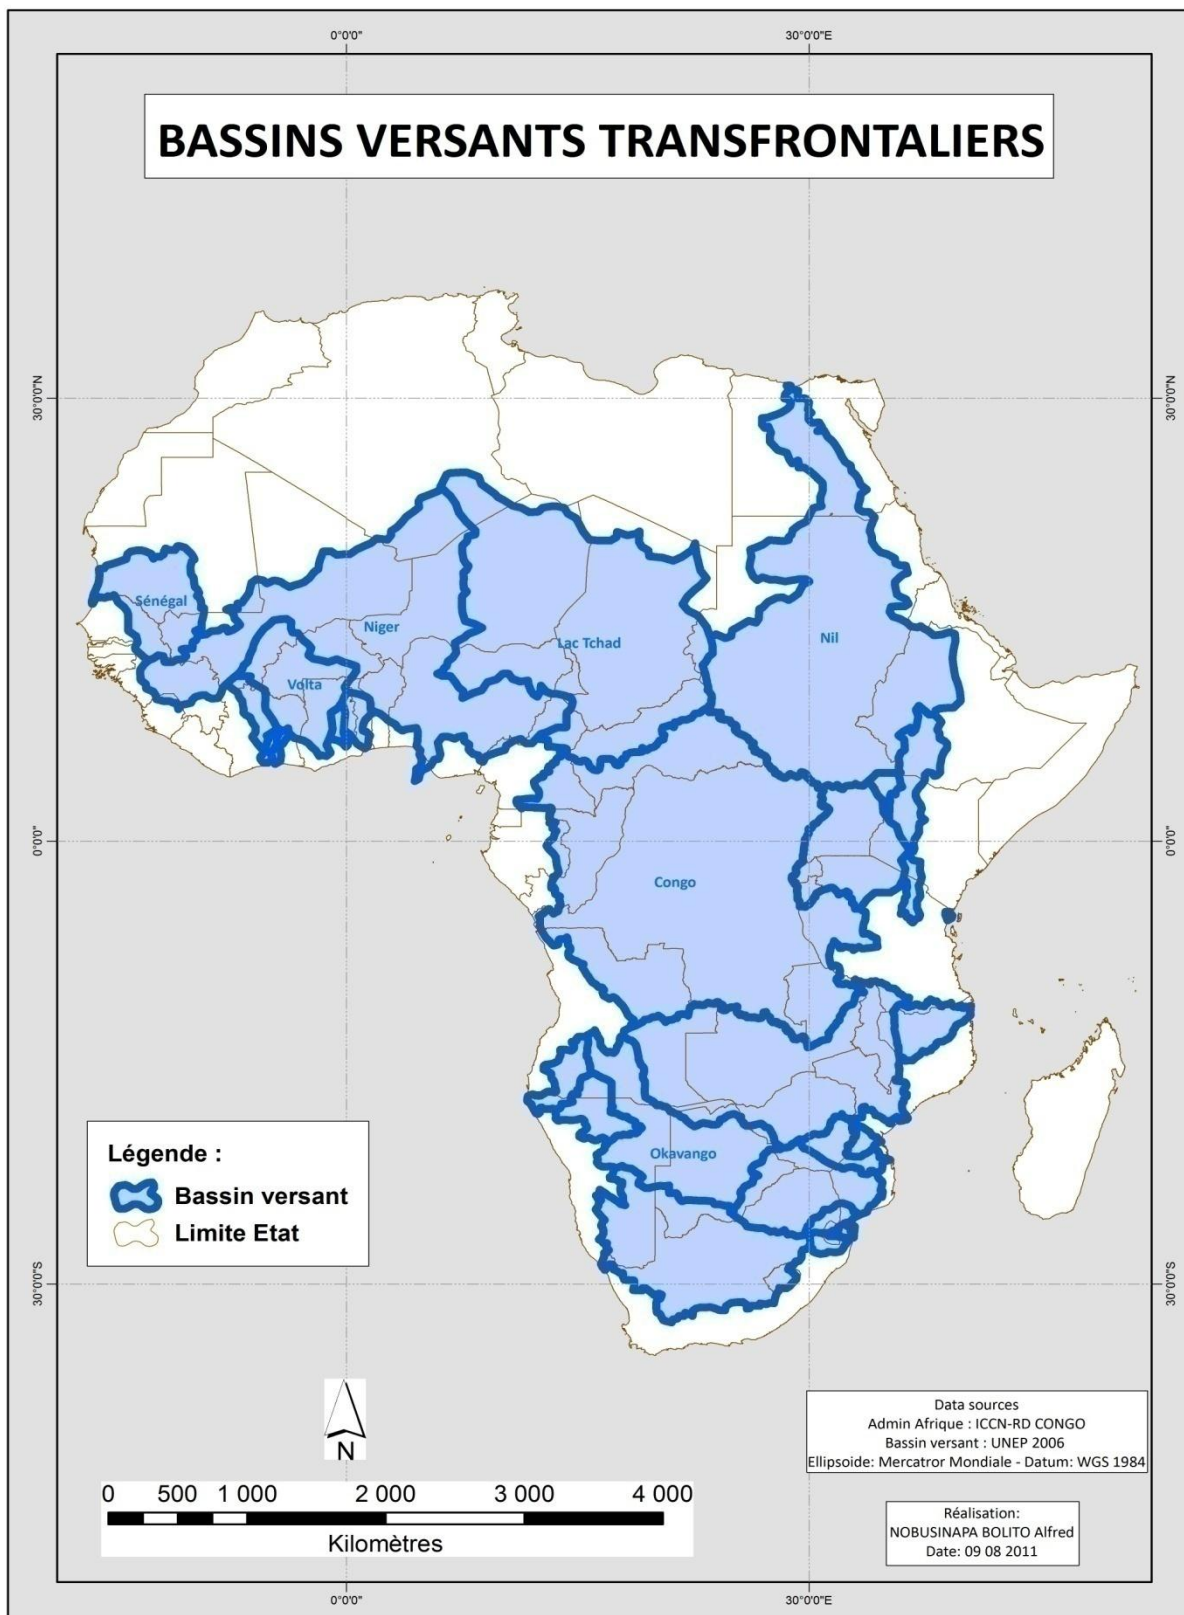 0°0'0"
30°0'0"E
BASSINS VERSANTS TRANSFRONTALIERS
30°0'0"N
30°0'0"N
Sénégal
Niger
Lac Tchad
Nil
Volta
0°0'0"
0°0'0"
Congo
Okavango
Légende :
Bassin versant
Limite Etat
30°0'0"S
30°0'0"S
N
Data sources
Admin Afrique : ICCN-RD CONGO
Bassin versant : UNEP 2006
Ellipsoide: Mercatror Mondiale - Datum: WGS 1984
0 500 1 000 2 000 3 000 4 000
Kilomètres
Réalisation:
NOBUSINAPA BOLITO Alfred
Date: 09 08 2011
0°0'0"
30°0'0"E